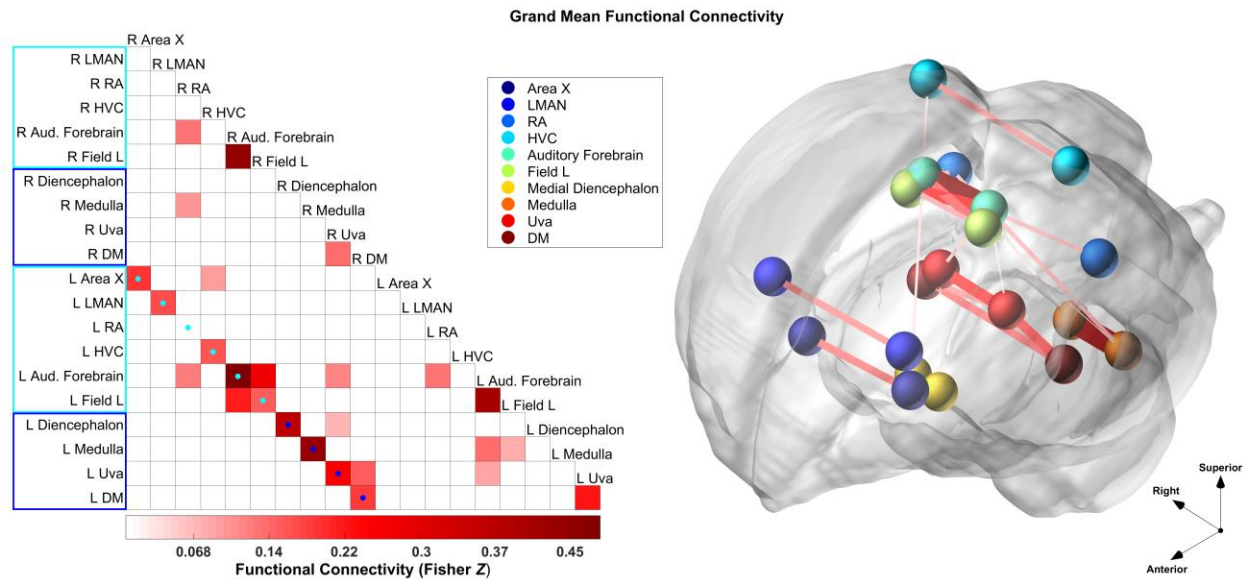 Grand Mean Functional Connectivity
R Area X
R LMAN
R LMAN
R RA
R RA
R HVC
R HVC
R Aud. Forebrain
R Aud. Forebrain
R Field L
R Field L
R Diencephalon
R Diencephalon
R Medulla
R Medulla
R Uva
R Uva
R DM
R DM
L Area X
L Area X
L LMAN
L LMAN
L RA
L RA
L HVC
L HVC
L Aud. Forebrain
L Aud. Forebrain
L Field L
L Field L
L Diencephalon
L Diencephalon
L Medulla
L Medulla
L Uva
L Uva
L DM
0.068 0.14 0.22 0.3 0.37 0.45
Functional Connectivity (Fisher Z)
Area X
LMAN
RA
HVC
Auditory Forebrain
Field L
Medial Diencephalon
Medulla
Uva
DM
Superior
Right
Anterior